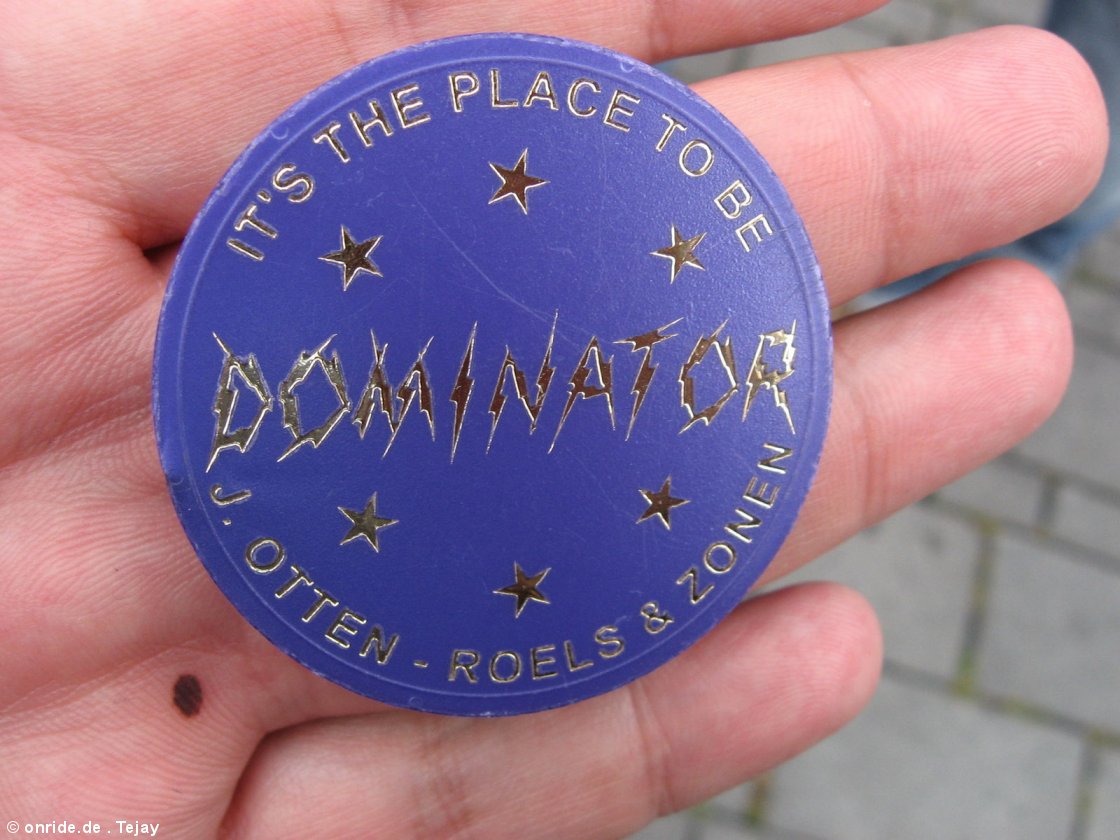 IT'S THE PLACE TO BE
DOMINATOR
J. OTTEN - ROELS & ZONEN
© onride.de . Tejay